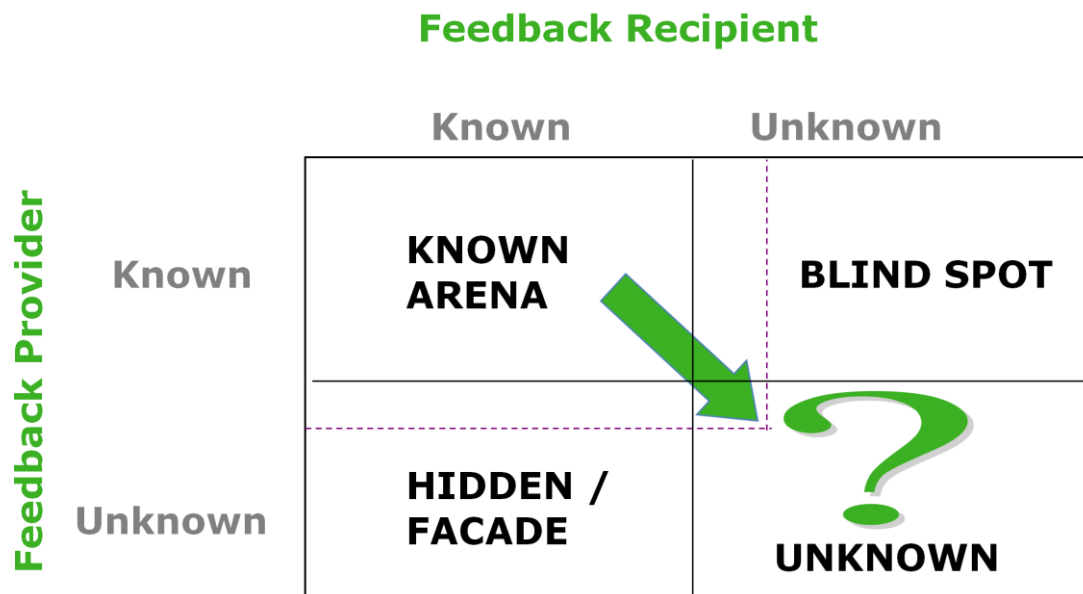 Feedback Recipient
Known
Unknown
Feedback Provider
Known
KNOWN
ARENA
BLIND SPOT
Unknown
HIDDEN /
FACADE
?
UNKNOWN